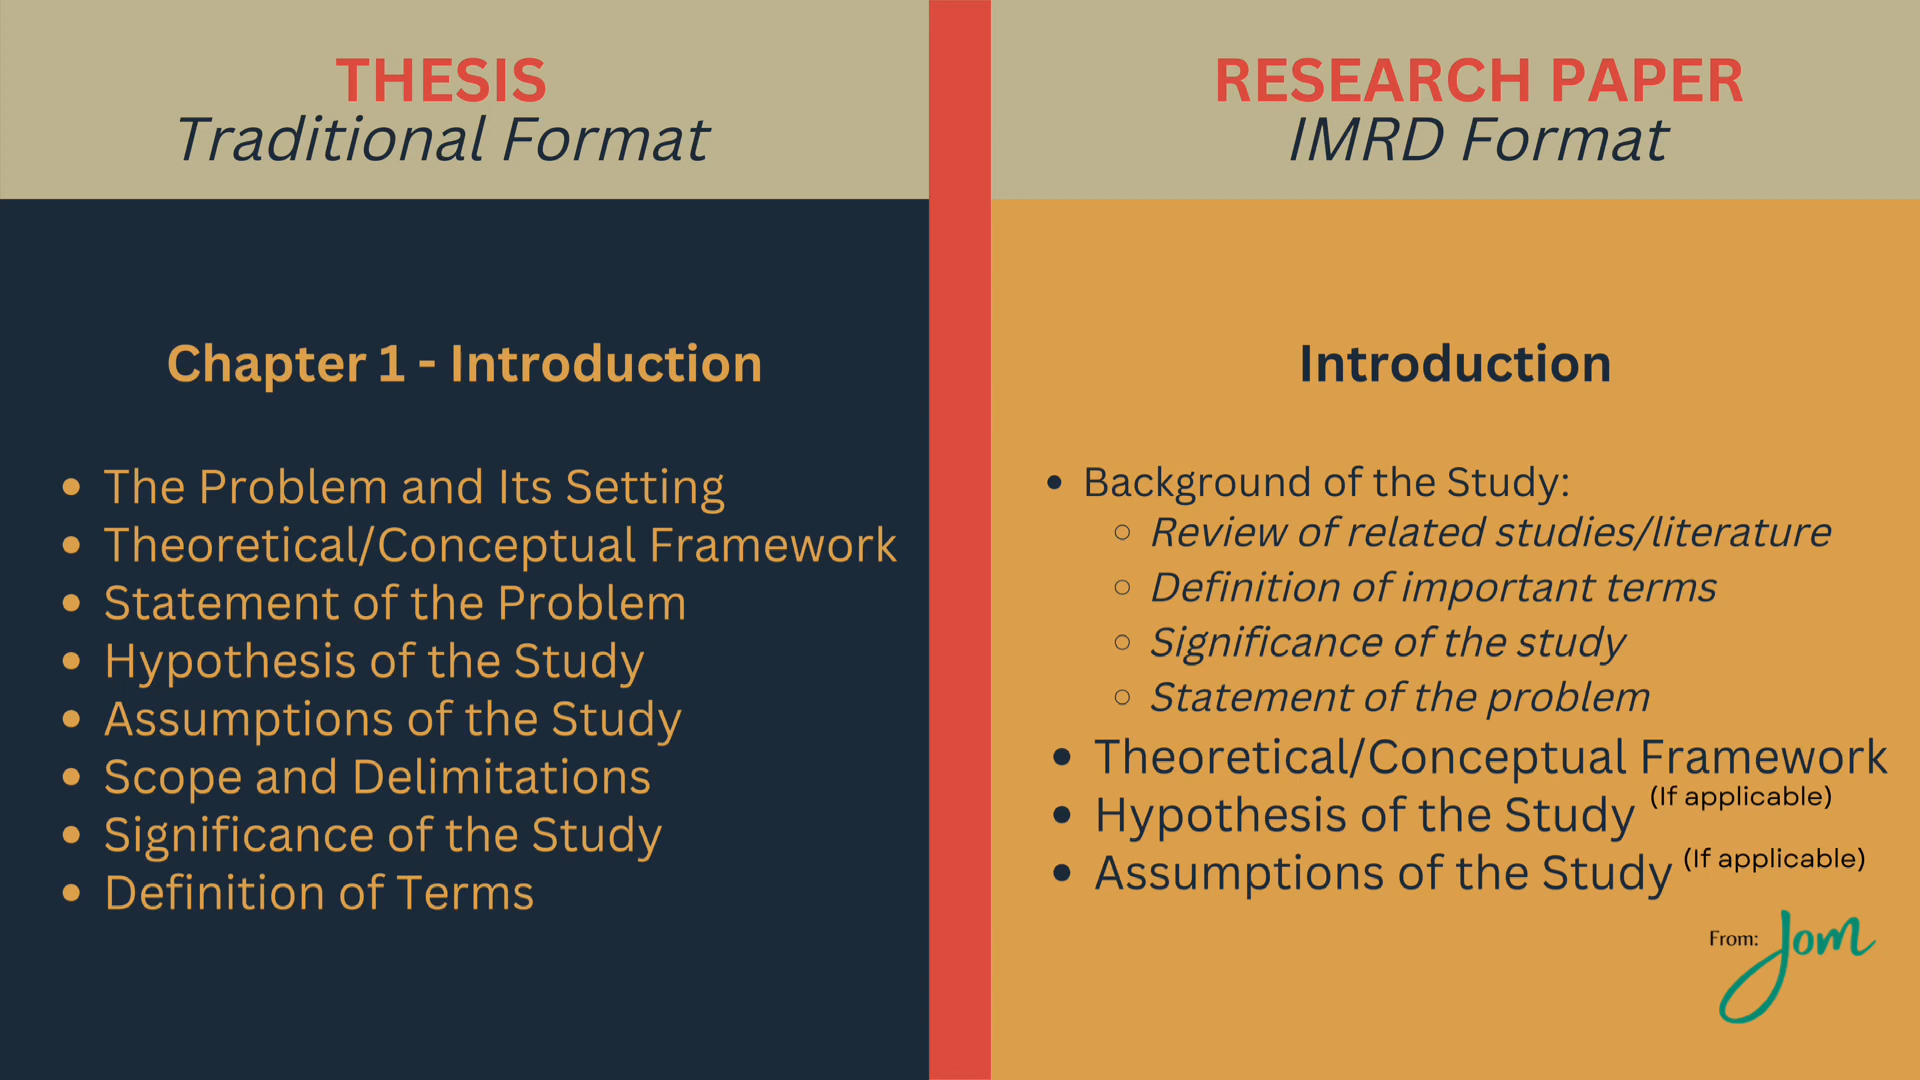 THESIS
Traditional Format
Chapter 1 - Introduction
• The Problem and Its Setting
• Theoretical/Conceptual Framework
• Statement of the Problem
• Hypothesis of the Study
• Assumptions of the Study
• Scope and Delimitations
• Significance of the Study
• Definition of Terms
RESEARCH PAPER
IMRD Format
Introduction
• Background of the Study:
○ Review of related studies/literature
○ Definition of important terms
○ Significance of the study
○ Statement of the problem
• Theoretical/Conceptual Framework
• Hypothesis of the Study (If applicable)
• Assumptions of the Study (If applicable)
From: Jom